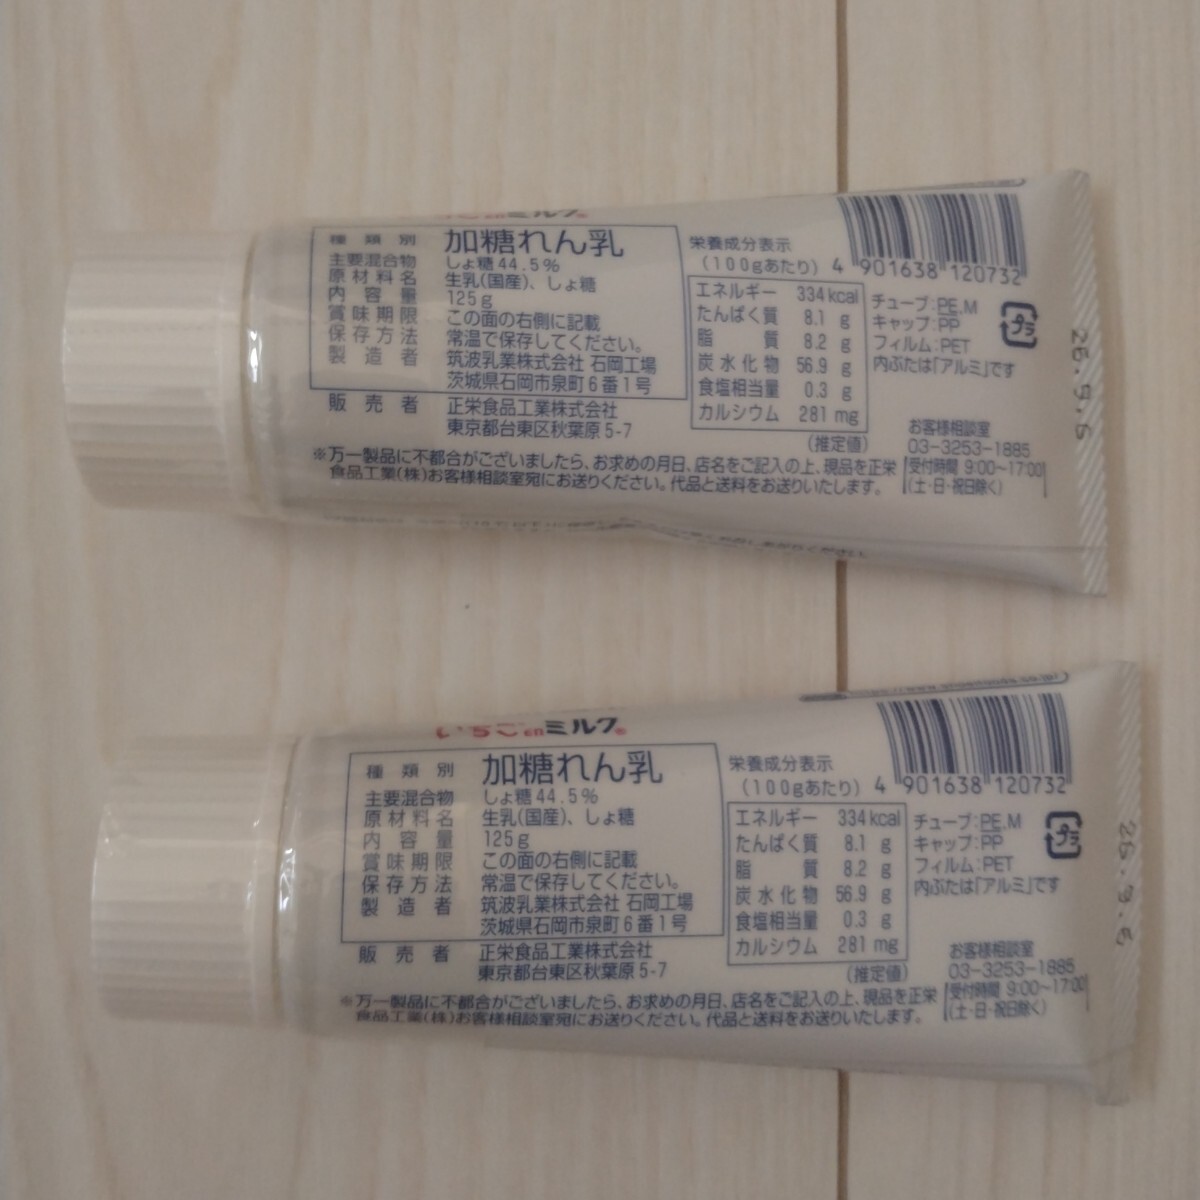 ミルク®
種類別 加糖れん乳
主要混合物 しょ糖44.5%
原材料名 生乳(国産)、しょ糖
内容量 125g
賞味期限 この面の右側に記載
保存方法 常温で保存してください。
製造者 筑波乳業株式会社 石岡工場
茨城県石岡市泉町6番1号
販売者 正栄食品工業株式会社
東京都台東区秋葉原5-7
※万一製品に不都合がございましたら、お求めの月日、店名をご記入の上、現品を正栄
食品工業(株)お客様相談室宛にお送りください。代品と送料をお送りいたします。
栄養成分表示
(100gあたり)
エネルギー 334kcal
たんぱく質 8.1 g
脂質 8.2 g
炭水化物 56.9 g
食塩相当量 0.3 g
カルシウム 281mg
(推定値)
4 901638 120732
チューブ:PE,M
キャップ:PP
フィルム:PET
内ぶたは「アルミ」です
プラ
お客様相談室
03-3253-1885
受付時間 9:00~17:00
(土・日・祝日除く)
いちご印ミルク®
種類別 加糖れん乳
主要混合物 しょ糖44.5%
原材料名 生乳(国産)、しょ糖
内容量 125g
賞味期限 この面の右側に記載
保存方法 常温で保存してください。
製造者 筑波乳業株式会社 石岡工場
茨城県石岡市泉町6番1号
販売者 正栄食品工業株式会社
東京都台東区秋葉原5-7
※万一製品に不都合がございましたら、お求めの月日、店名をご記入の上、現品を正栄
食品工業(株)お客様相談室宛にお送りください。代品と送料をお送りいたします。
栄養成分表示
(100gあたり)
エネルギー 334kcal
たんぱく質 8.1 g
脂質 8.2 g
炭水化物 56.9 g
食塩相当量 0.3 g
カルシウム 281mg
(推定値)
4 901638 120732
チューブ:PE,M
キャップ:PP
フィルム:PET
内ぶたは「アルミ」です
プラ
お客様相談室
03-3253-1885
受付時間 9:00~17:00
(土・日・祝日除く)